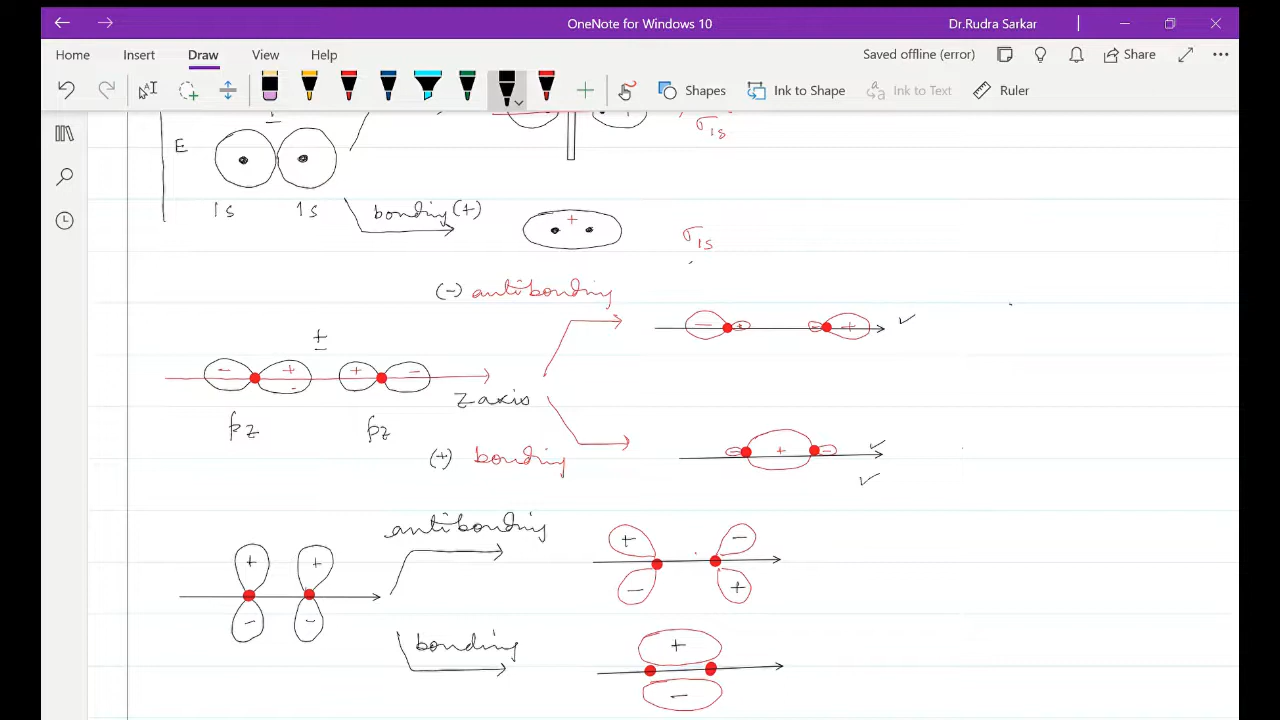 OneNote for Windows 10
Dr.Rudra Sarkar
Home Insert Draw View Help
Saved offline (error)
Share
Shapes
Ink to Shape
Ink to Text
Ruler
+
σ1s
E
1s 1s
bonding (+)
+
σ1s
(−) antibonding
− + − +
±
− + + −
−
z axis
pz pz
(+) bonding
− + −
antibonding
+ −
+ +
− −
− +
bonding
+
−